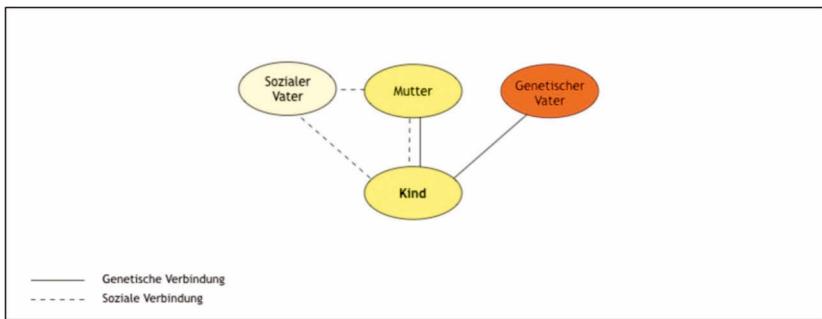 Sozialer
Vater
Mutter
Genetischer
Vater
Kind
Genetische Verbindung
Soziale Verbindung